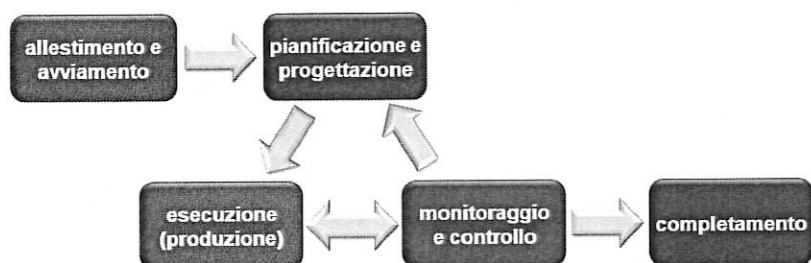 allestimento e
avviamento
pianificazione e
progettazione
esecuzione
(produzione)
monitoraggio
e controllo
completamento